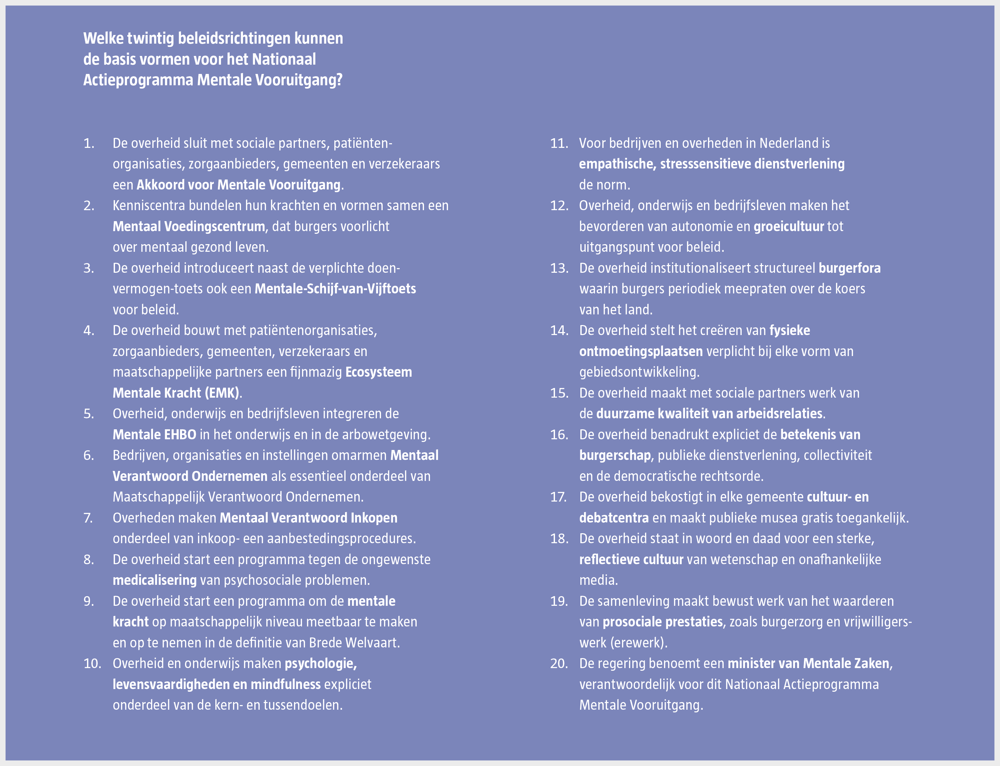 Welke twintig beleidsrichtingen kunnen
de basis vormen voor het Nationaal
Actieprogramma Mentale Vooruitgang?
1. De overheid sluit met sociale partners, patiënten-
organisaties, zorgaanbieders, gemeenten en verzekeraars
een Akkoord voor Mentale Vooruitgang.
2. Kenniscentra bundelen hun krachten en vormen samen een
Mentaal Voedingscentrum, dat burgers voorlicht
over mentaal gezond leven.
3. De overheid introduceert naast de verplichte doen-
vermogen-toets ook een Mentale-Schijf-van-Vijftoets
voor beleid.
4. De overheid bouwt met patiëntenorganisaties,
zorgaanbieders, gemeenten, verzekeraars en
maatschappelijke partners een fijnmazig Ecosysteem
Mentale Kracht (EMK).
5. Overheid, onderwijs en bedrijfsleven integreren de
Mentale EHBO in het onderwijs en in de arbowetgeving.
6. Bedrijven, organisaties en instellingen omarmen Mentaal
Verantwoord Ondernemen als essentieel onderdeel van
Maatschappelijk Verantwoord Ondernemen.
7. Overheden maken Mentaal Verantwoord Inkopen
onderdeel van inkoop- een aanbestedingsprocedures.
8. De overheid start een programma tegen de ongewenste
medicalisering van psychosociale problemen.
9. De overheid start een programma om de mentale
kracht op maatschappelijk niveau meetbaar te maken
en op te nemen in de definitie van Brede Welvaart.
10. Overheid en onderwijs maken psychologie,
levensvaardigheden en mindfulness expliciet
onderdeel van de kern- en tussendoelen.
11. Voor bedrijven en overheden in Nederland is
empathische, stresssensitieve dienstverlening
de norm.
12. Overheid, onderwijs en bedrijfsleven maken het
bevorderen van autonomie en groeicultuur tot
uitgangspunt voor beleid.
13. De overheid institutionaliseert structureel burgerfora
waarin burgers periodiek meepraten over de koers
van het land.
14. De overheid stelt het creëren van fysieke
ontmoetingsplaatsen verplicht bij elke vorm van
gebiedsontwikkeling.
15. De overheid maakt met sociale partners werk van
de duurzame kwaliteit van arbeidsrelaties.
16. De overheid benadrukt expliciet de betekenis van
burgerschap, publieke dienstverlening, collectiviteit
en de democratische rechtsorde.
17. De overheid bekostigt in elke gemeente cultuur- en
debatcentra en maakt publieke musea gratis toegankelijk.
18. De overheid staat in woord en daad voor een sterke,
reflectieve cultuur van wetenschap en onafhankelijke
media.
19. De samenleving maakt bewust werk van het waarderen
van prosociale prestaties, zoals burgerzorg en vrijwilligers-
werk (erewerk).
20. De regering benoemt een minister van Mentale Zaken,
verantwoordelijk voor dit Nationaal Actieprogramma
Mentale Vooruitgang.